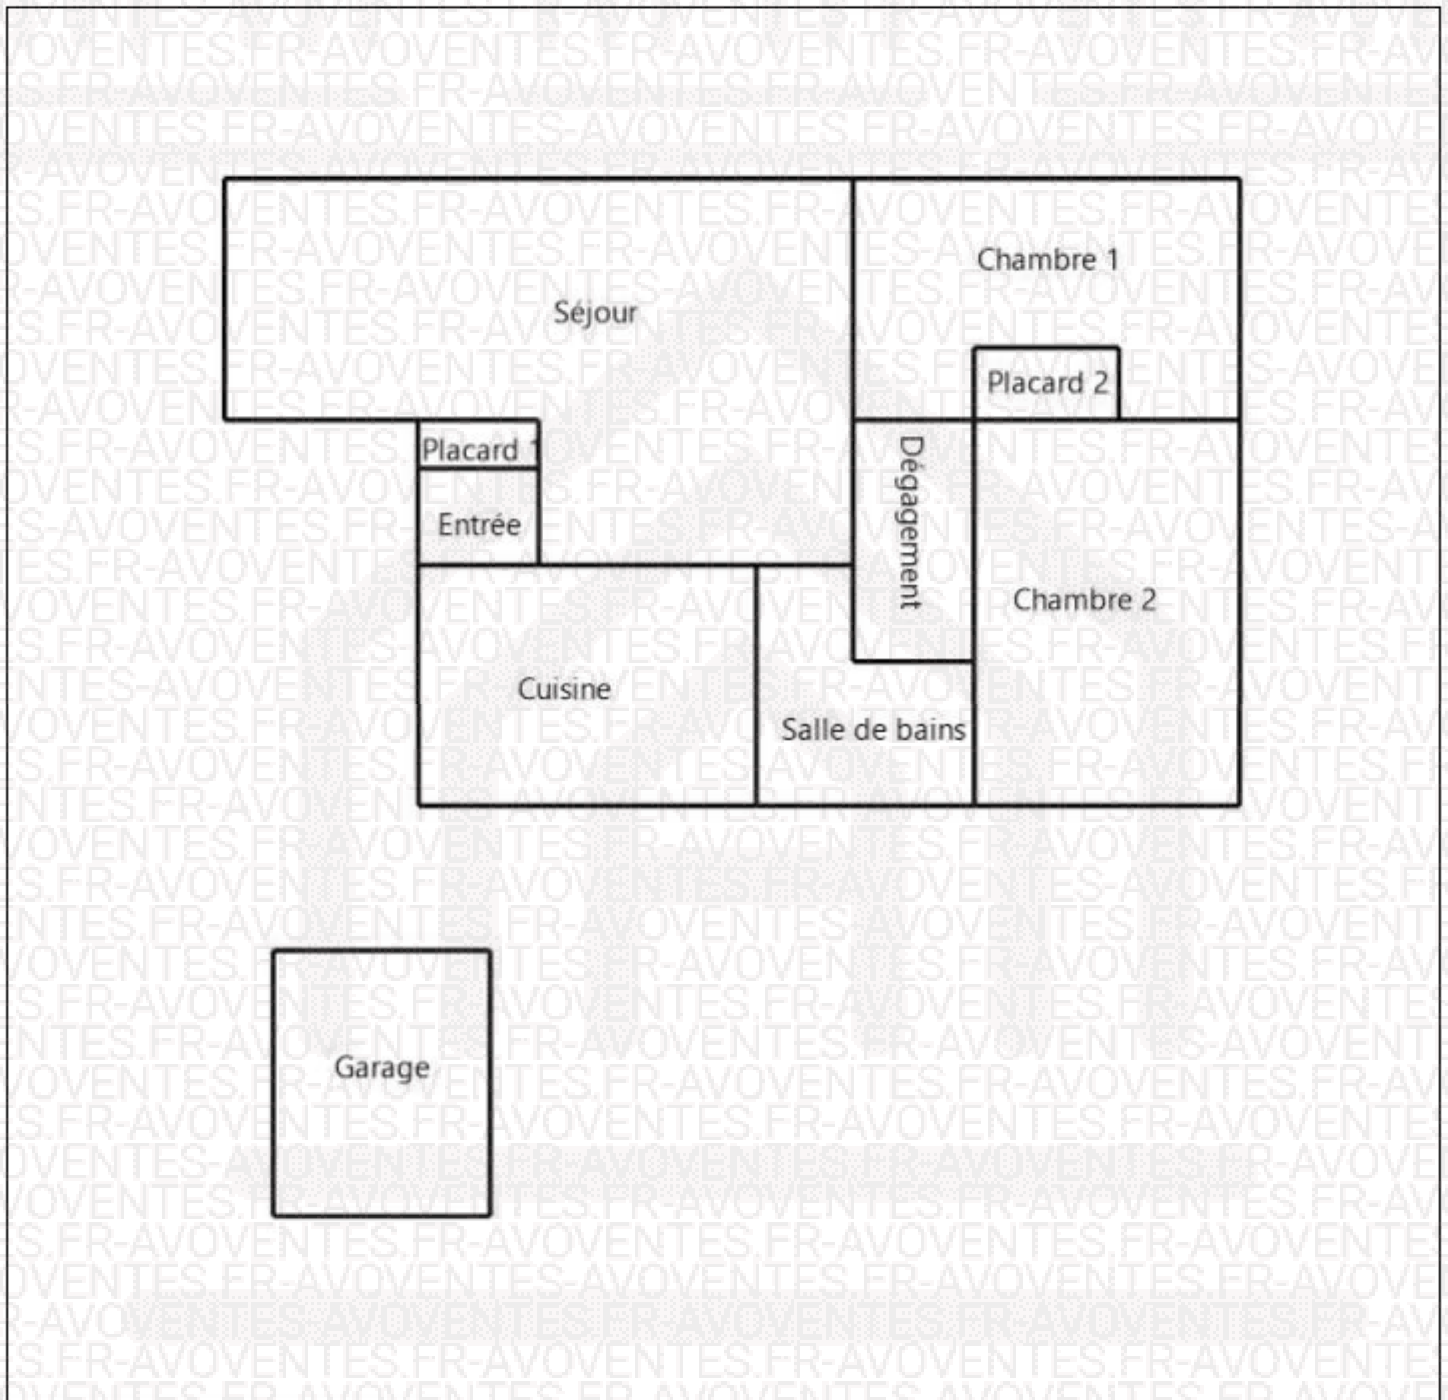 Chambre 1
Séjour
Placard 2
Placard 1
Dégagement
Entrée
Chambre 2
Cuisine
Salle de bains
Garage